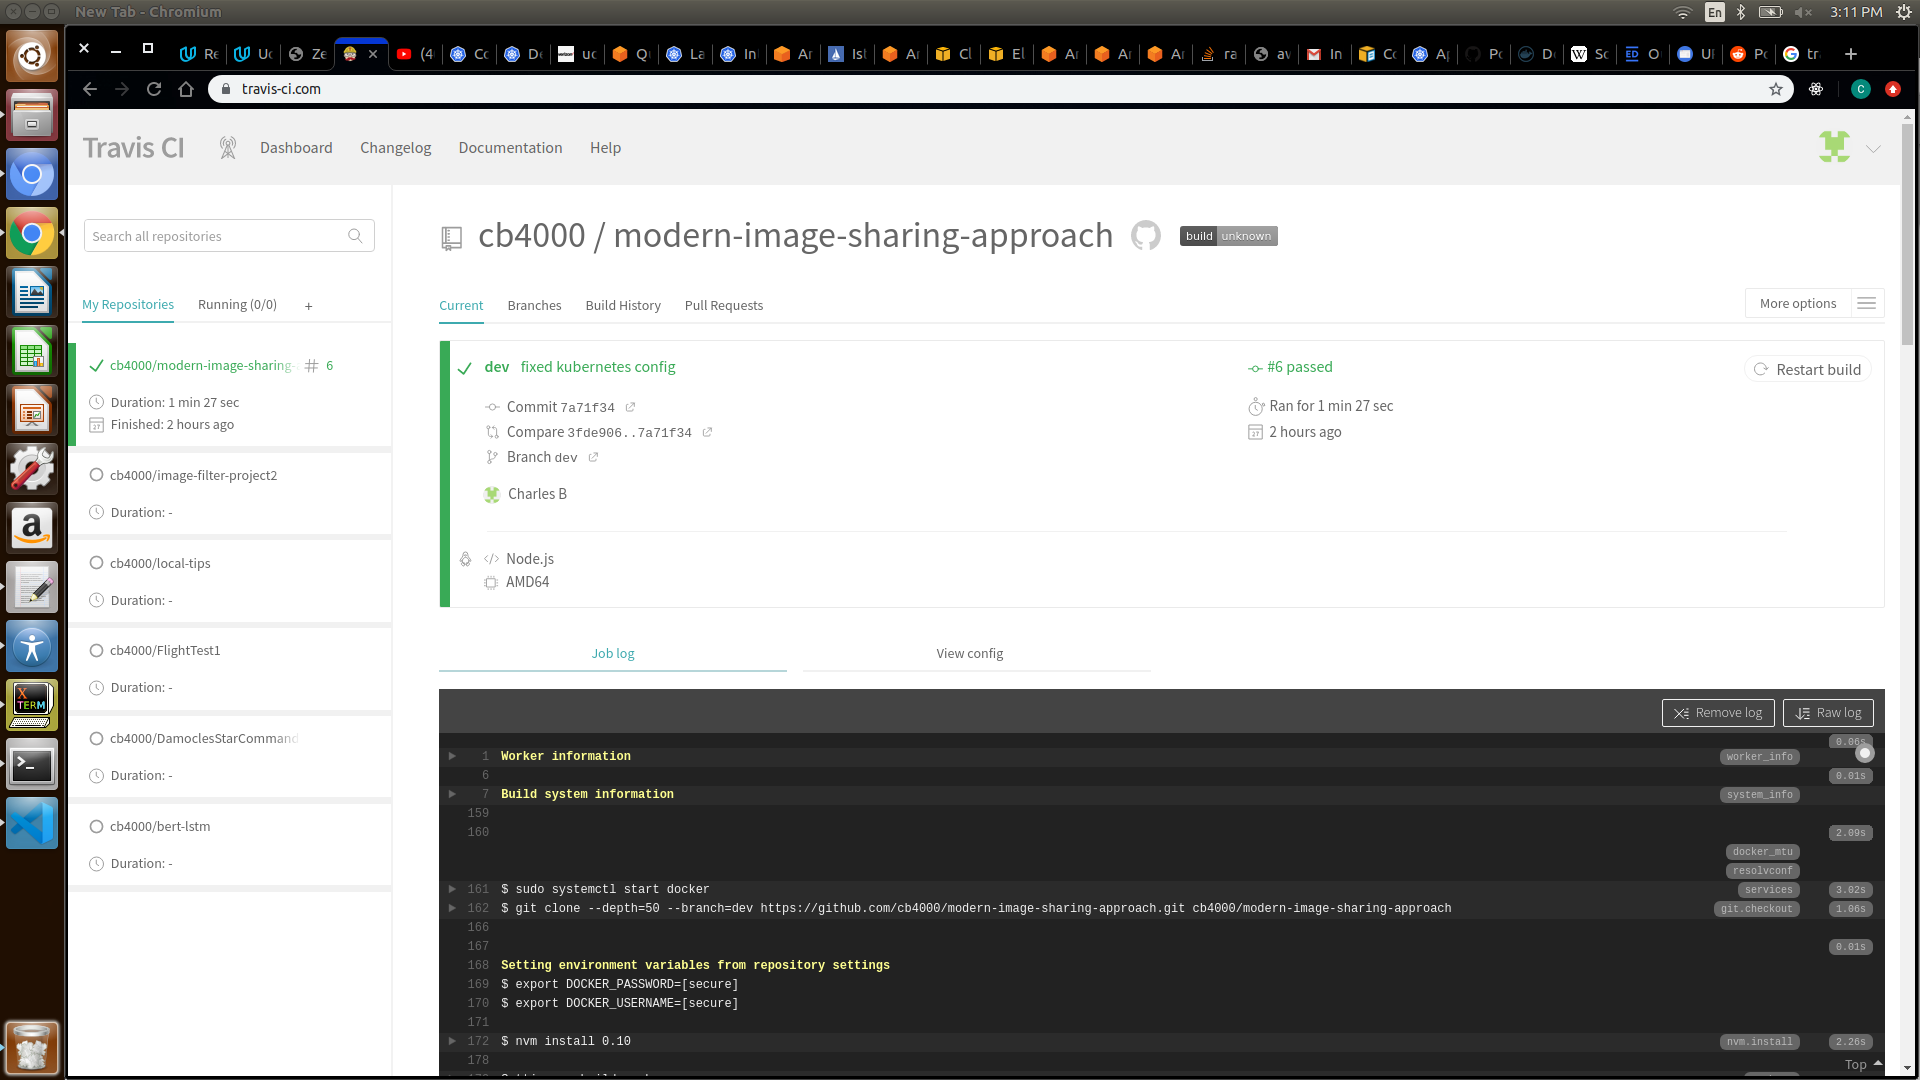 New Tab - Chromium
En
3:11 PM
Re
Uc
Ze
(4
Cc
De
uc
Q
La
In
Ar
Ist
Ar
Cl
El
Ar
Ar
Ar
ra
av
In
Cc
Ap
Pc
D
Sc
O
UI
Pc
tr
travis-ci.com
C
Travis CI
Dashboard
Changelog
Documentation
Help
Search all repositories
cb4000 / modern-image-sharing-approach
build unknown
My Repositories
Running (0/0)
+
Current
Branches
Build History
Pull Requests
More options
cb4000/modern-image-sharing-
# 6
Duration: 1 min 27 sec
Finished: 2 hours ago
dev fixed kubernetes config
#6 passed
Restart build
Commit 7a71f34
Ran for 1 min 27 sec
Compare 3fde906..7a71f34
2 hours ago
Branch dev
Charles B
Node.js
AMD64
cb4000/image-filter-project2
Duration: -
cb4000/local-tips
Duration: -
cb4000/FlightTest1
Duration: -
cb4000/DamoclesStarCommand
Duration: -
cb4000/bert-lstm
Duration: -
Job log
View config
Remove log
Raw log
0.06s
1 Worker information worker_info
6 0.01s
7 Build system information system_info
159
160 2.09s
docker_mtu
resolvconf
161 $ sudo systemctl start docker services 3.02s
162 $ git clone --depth=50 --branch=dev https://github.com/cb4000/modern-image-sharing-approach.git cb4000/modern-image-sharing-approach git.checkout 1.06s
166
167 0.01s
168 Setting environment variables from repository settings
169 $ export DOCKER_PASSWORD=[secure]
170 $ export DOCKER_USERNAME=[secure]
171
172 $ nvm install 0.10 nvm.install 2.26s
178
Top